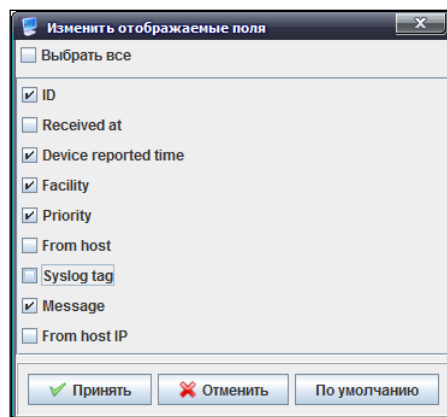 Изменить отображаемые поля
Выбрать все
ID
Received at
Device reported time
Facility
Priority
From host
Syslog tag
Message
From host IP
Принять Отменить По умолчанию